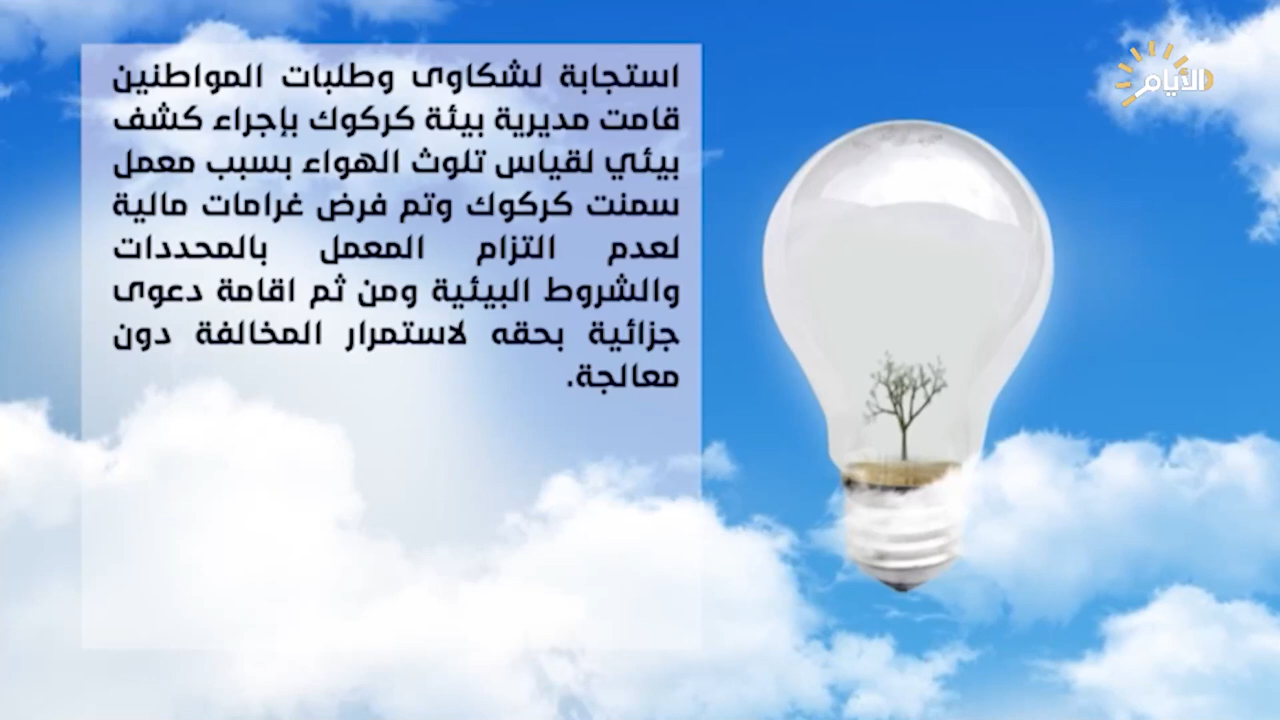 الأيام
استجابة لشكاوى وطلبات المواطنين
قامت مديرية بيئة كركوك بإجراء كشف
بيئي لقياس تلوث الهواء بسبب معمل
سمنت كركوك وتم فرض غرامات مالية
لعدم التزام المعمل بالمحددات
والشروط البيئية ومن ثم اقامة دعوى
جزائية بحقه لاستمرار المخالفة دون
معالجة.